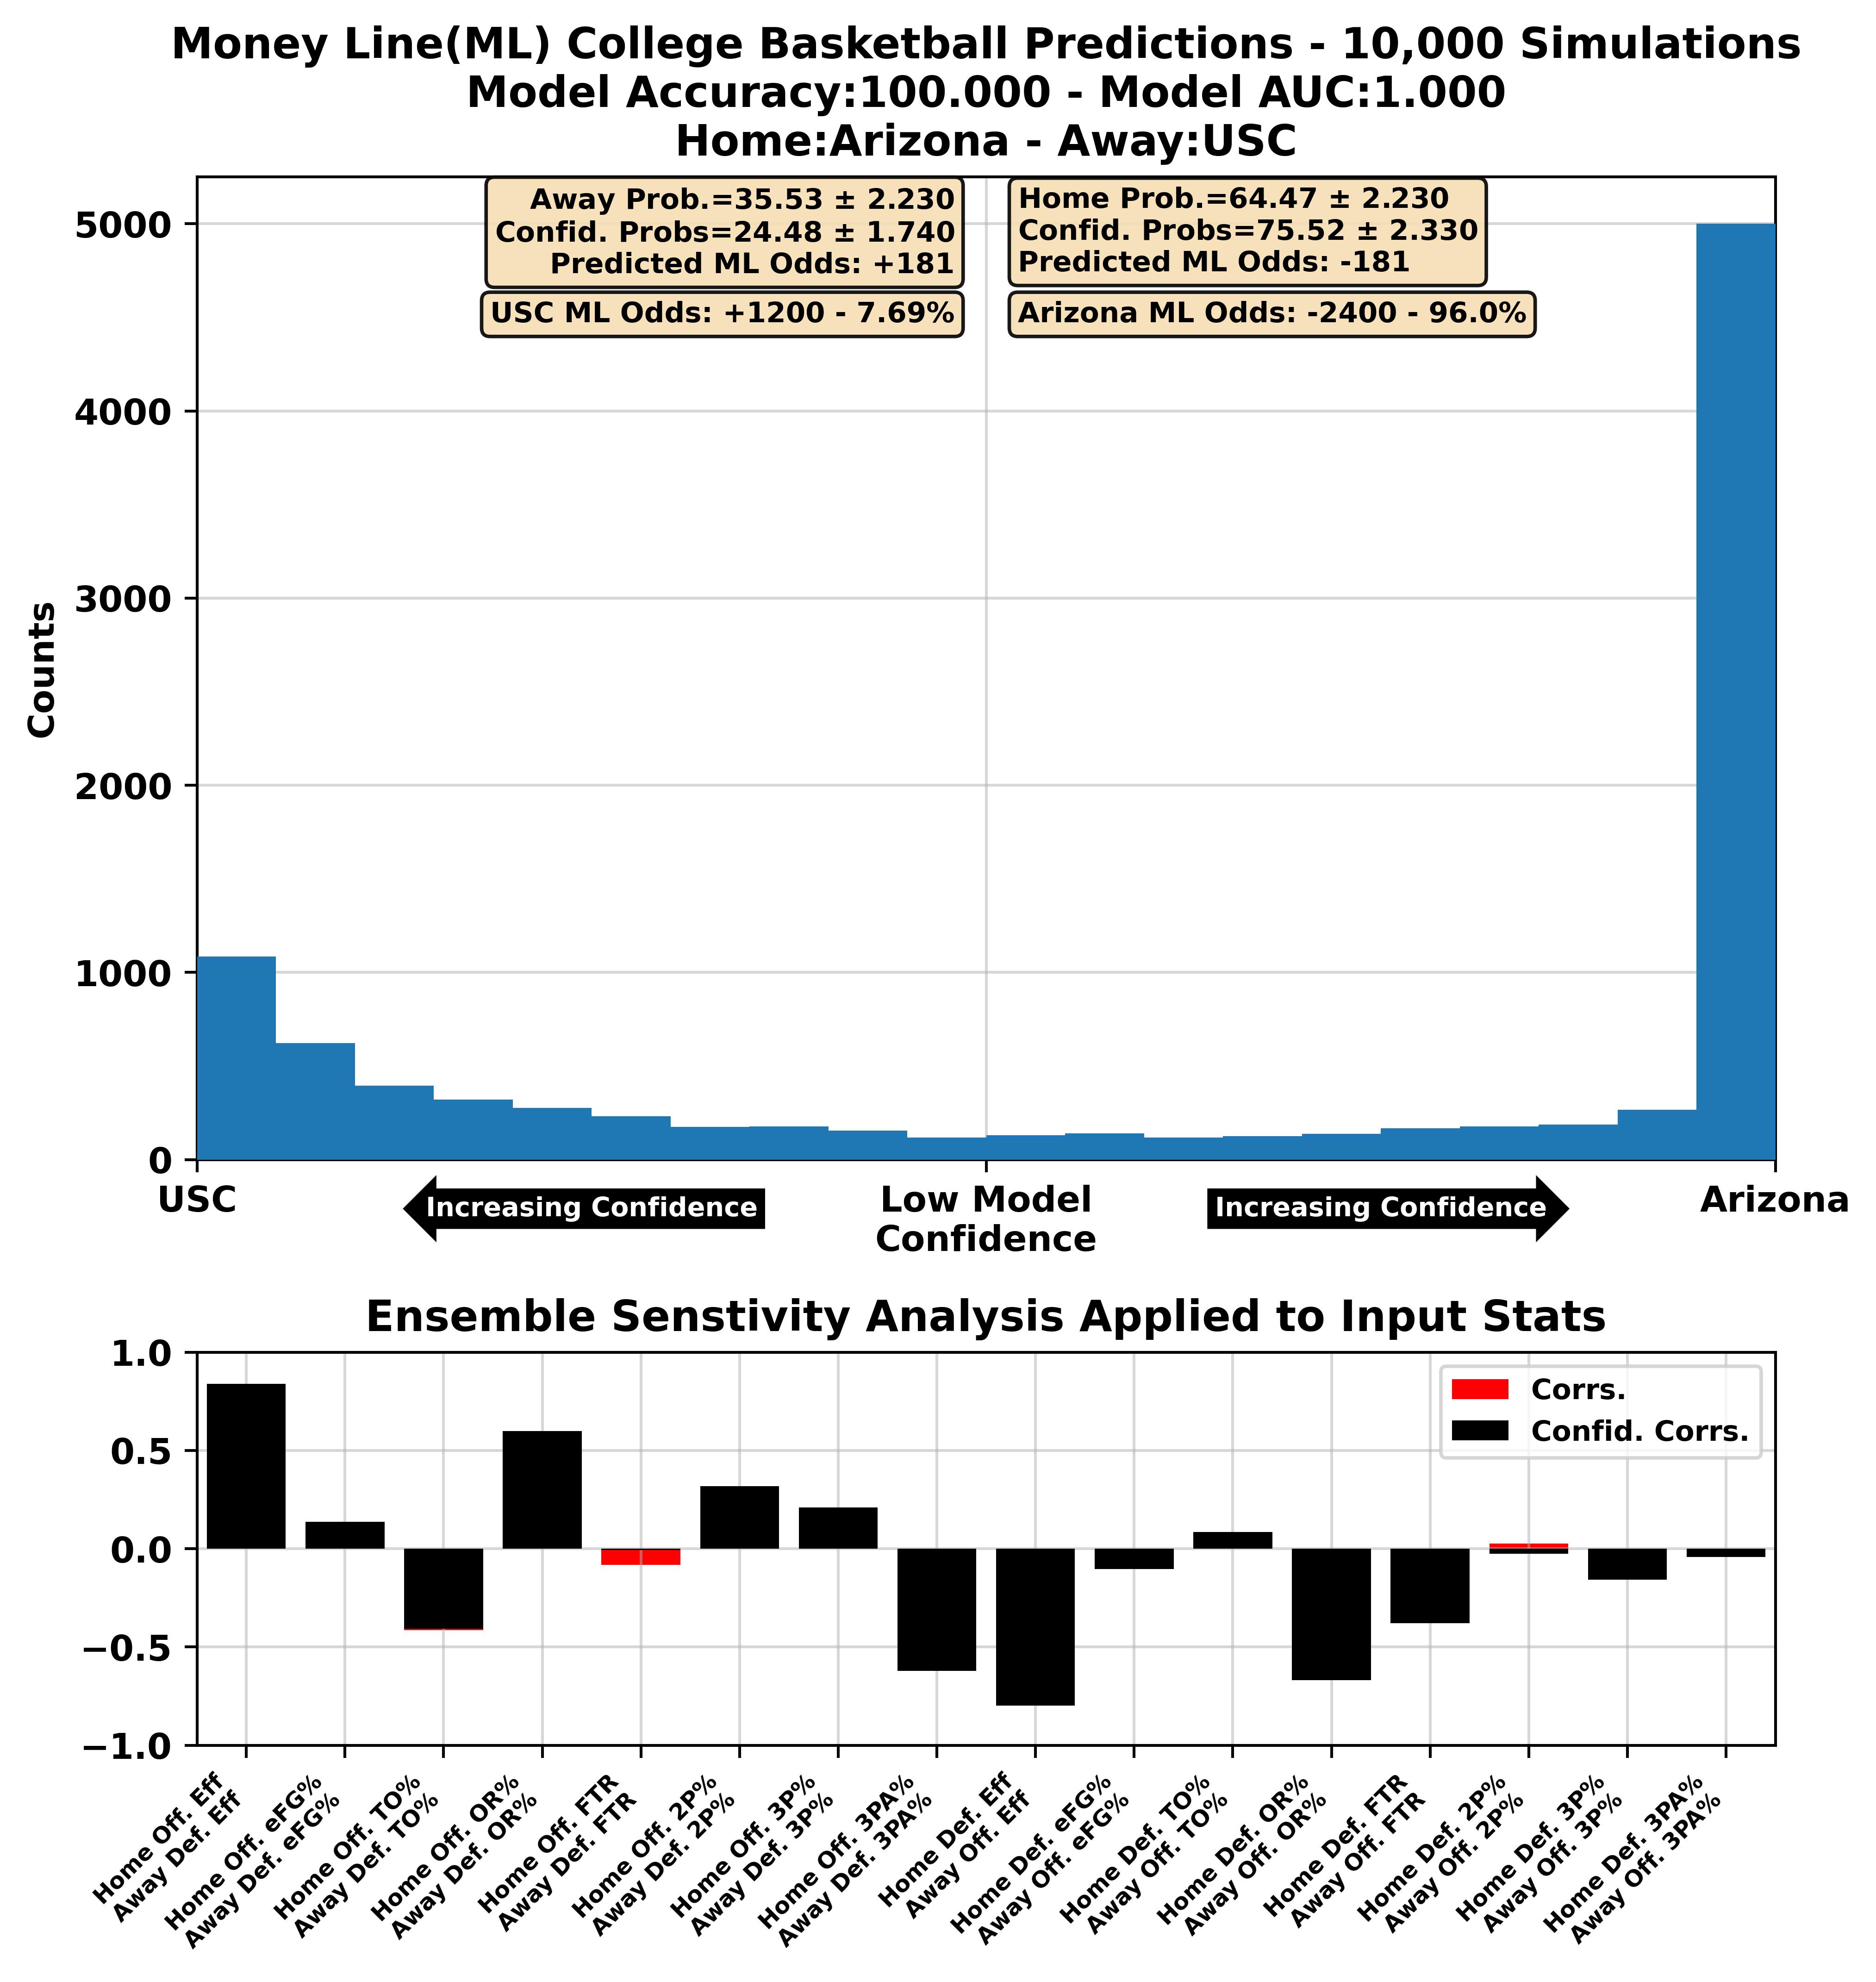 Money Line(ML) College Basketball Predictions - 10,000 Simulations
Model Accuracy:100.000 - Model AUC:1.000
Home:Arizona - Away:USC
Away Prob.=35.53 ± 2.230
Confid. Probs=24.48 ± 1.740
Predicted ML Odds: +181
USC ML Odds: +1200 - 7.69%
Home Prob.=64.47 ± 2.230
Confid. Probs=75.52 ± 2.330
Predicted ML Odds: -181
Arizona ML Odds: -2400 - 96.0%
Counts
5000
4000
3000
2000
1000
0
USC
Increasing Confidence
Low Model
Confidence
Increasing Confidence
Arizona
Ensemble Senstivity Analysis Applied to Input Stats
Corrs.
Confid. Corrs.
1.0
0.5
0.0
−0.5
−1.0
Home Off. Eff
Away Def. Eff
Home Off. eFG%
Away Def. eFG%
Home Off. TO%
Away Def. TO%
Home Off. OR%
Away Def. OR%
Home Off. FTR
Away Def. FTR
Home Off. 2P%
Away Def. 2P%
Home Off. 3P%
Away Def. 3P%
Home Off. 3PA%
Away Def. 3PA%
Home Def. Eff
Away Off. Eff
Home Def. eFG%
Away Off. eFG%
Home Def. TO%
Away Off. TO%
Home Def. OR%
Away Off. OR%
Home Def. FTR
Away Off. FTR
Home Def. 2P%
Away Off. 2P%
Home Def. 3P%
Away Off. 3P%
Home Def. 3PA%
Away Off. 3PA%